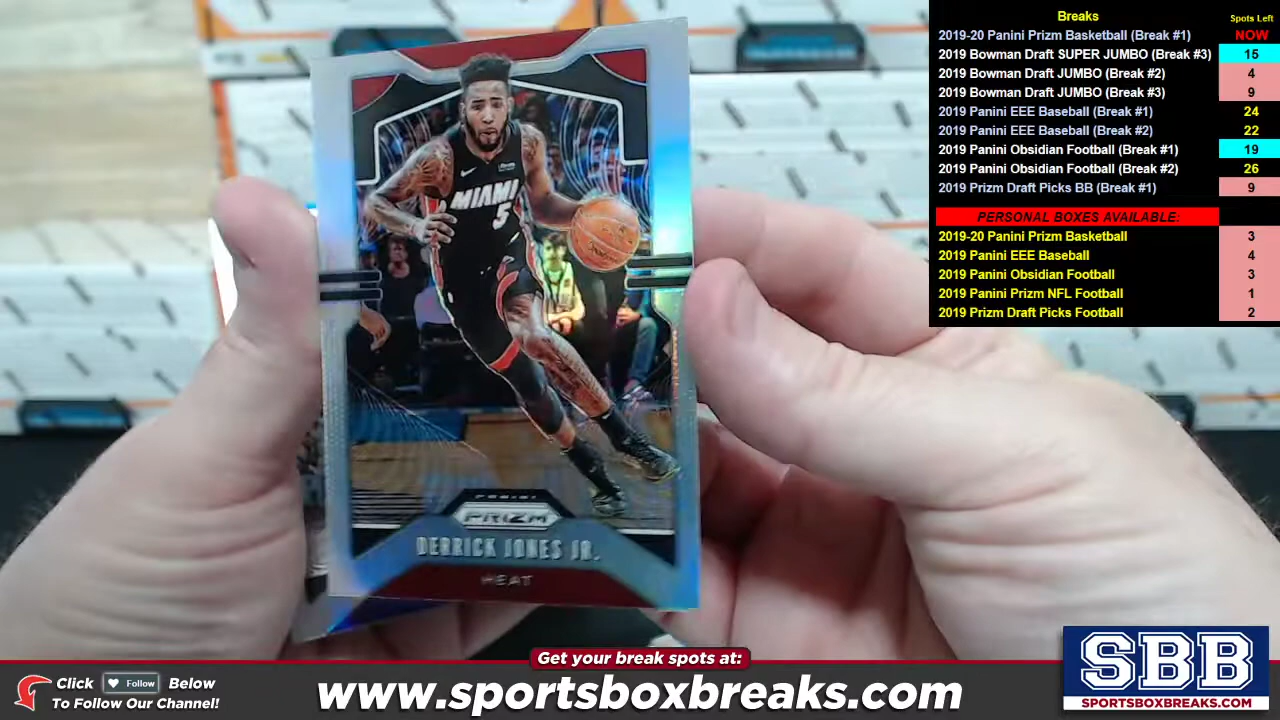 Breaks Spots Left
2019-20 Panini Prizm Basketball (Break #1) NOW
2019 Bowman Draft SUPER JUMBO (Break #3) 15
2019 Bowman Draft JUMBO (Break #2) 4
2019 Bowman Draft JUMBO (Break #3) 9
2019 Panini EEE Baseball (Break #1) 24
2019 Panini EEE Baseball (Break #2) 22
2019 Panini Obsidian Football (Break #1) 19
2019 Panini Obsidian Football (Break #2) 26
2019 Prizm Draft Picks BB (Break #1) 9
PERSONAL BOXES AVAILABLE:
2019-20 Panini Prizm Basketball 3
2019 Panini EEE Baseball 4
2019 Panini Obsidian Football 3
2019 Panini Prizm NFL Football 1
2019 Prizm Draft Picks Football 2
MIAMI
5
PANINI
PRIZM
DERRICK JONES JR.
HEAT
Get your break spots at:
www.sportsboxbreaks.com
Click Follow Below
To Follow Our Channel!
SBB
SPORTSBOXBREAKS.COM